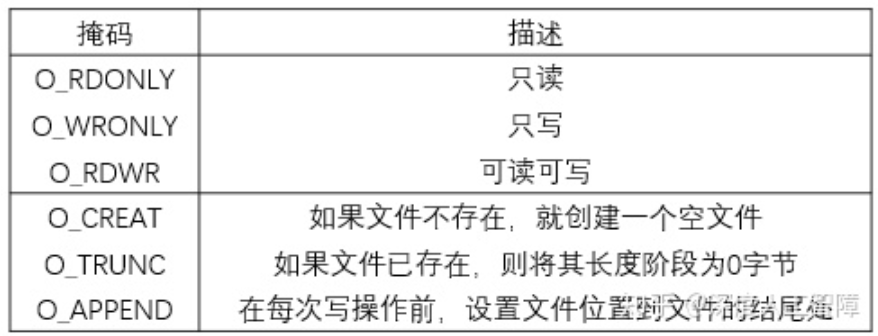 掩码 描述
O_RDONLY 只读
O_WRONLY 只写
O_RDWR 可读可写
O_CREAT 如果文件不存在，就创建一个空文件
O_TRUNC 如果文件已存在，则将其长度阶段为0字节
O_APPEND 在每次写操作前，设置文件位置到文件的结尾处